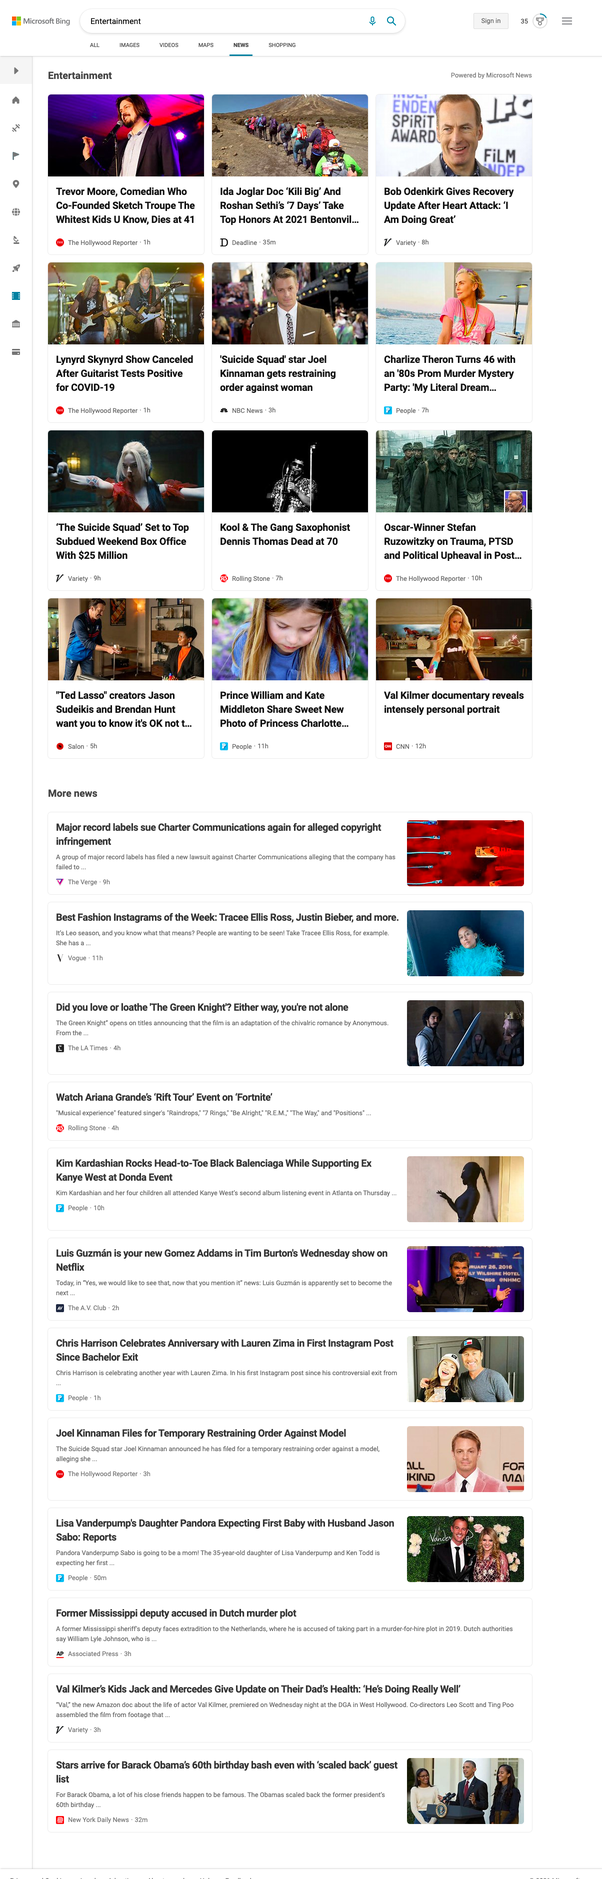 Microsoft Bing
Entertainment
Sign in
35
ALL
IMAGES
VIDEOS
MAPS
NEWS
SHOPPING
Entertainment
Powered by Microsoft News
Trevor Moore, Comedian Who
Co-Founded Sketch Troupe The
Whitest Kids U Know, Dies at 41
The Hollywood Reporter · 1h
Ida Joglar Doc 'Kili Big' And
Roshan Sethi's '7 Days' Take
Top Honors At 2021 Bentonvil...
Deadline · 35m
Bob Odenkirk Gives Recovery
Update After Heart Attack: 'I
Am Doing Great'
Variety · 8h
Lynyrd Skynyrd Show Canceled
After Guitarist Tests Positive
for COVID-19
The Hollywood Reporter · 1h
'Suicide Squad' star Joel
Kinnaman gets restraining
order against woman
NBC News · 3h
Charlize Theron Turns 46 with
an '80s Prom Murder Mystery
Party: 'My Literal Dream...
People · 7h
'The Suicide Squad' Set to Top
Subdued Weekend Box Office
With $25 Million
Variety · 9h
Kool & The Gang Saxophonist
Dennis Thomas Dead at 70
Rolling Stone · 7h
Oscar-Winner Stefan
Ruzowitzky on Trauma, PTSD
and Political Upheaval in Post...
The Hollywood Reporter · 10h
"Ted Lasso" creators Jason
Sudeikis and Brendan Hunt
want you to know it's OK not t...
Salon · 5h
Prince William and Kate
Middleton Share Sweet New
Photo of Princess Charlotte...
People · 11h
Val Kilmer documentary reveals
intensely personal portrait
CNN · 12h
More news
Major record labels sue Charter Communications again for alleged copyright
infringement
A group of major record labels has filed a new lawsuit against Charter Communications alleging that the company has
failed to ...
The Verge · 9h
Best Fashion Instagrams of the Week: Tracee Ellis Ross, Justin Bieber, and more.
It's Leo season, and you know what that means? People are wanting to be seen! Take Tracee Ellis Ross, for example.
She has a ...
Vogue · 11h
Did you love or loathe 'The Green Knight'? Either way, you're not alone
The Green Knight" opens on titles announcing that the film is an adaptation of the chivalric romance by Anonymous.
From the ...
The LA Times · 4h
Watch Ariana Grande's 'Rift Tour' Event on 'Fortnite'
"Musical experience" featured singer's "Raindrops," "7 Rings," "Be Alright," "R.E.M.," "The Way," and "Positions" ...
Rolling Stone · 4h
Kim Kardashian Rocks Head-to-Toe Black Balenciaga While Supporting Ex
Kanye West at Donda Event
Kim Kardashian and her four children all attended Kanye West's second album listening event in Atlanta on Thursday ...
People · 10h
Luis Guzmán is your new Gomez Addams in Tim Burton's Wednesday show on
Netflix
Today, in "Yes, we would like to see that, now that you mention it" news: Luis Guzmán is apparently set to become the
next ...
The A.V. Club · 2h
Chris Harrison Celebrates Anniversary with Lauren Zima in First Instagram Post
Since Bachelor Exit
Chris Harrison is celebrating another year with Lauren Zima. In his first Instagram post since his controversial exit from
...
People · 1h
Joel Kinnaman Files for Temporary Restraining Order Against Model
The Suicide Squad star Joel Kinnaman announced he has filed for a temporary restraining order against a model,
alleging she ...
The Hollywood Reporter · 3h
Lisa Vanderpump's Daughter Pandora Expecting First Baby with Husband Jason
Sabo: Reports
Pandora Vanderpump Sabo is going to be a mom! The 35-year-old daughter of Lisa Vanderpump and Ken Todd is
expecting her first ...
People · 50m
Former Mississippi deputy accused in Dutch murder plot
A former Mississippi sheriff's deputy faces extradition to the Netherlands, where he is accused of taking part in a murder-for-hire plot in 2019. Dutch authorities
say William Lyle Johnson, who is ...
Associated Press · 3h
Val Kilmer's Kids Jack and Mercedes Give Update on Their Dad's Health: 'He's Doing Really Well'
"Val," the new Amazon doc about the life of actor Val Kilmer, premiered on Wednesday night at the DGA in West Hollywood. Co-directors Leo Scott and Ting Poo
assembled the film from footage that ...
Variety · 3h
Stars arrive for Barack Obama's 60th birthday bash even with 'scaled back' guest
list
For Barack Obama, a lot of his close friends happen to be famous. The Obamas scaled back the former president's
60th birthday ...
New York Daily News · 32m